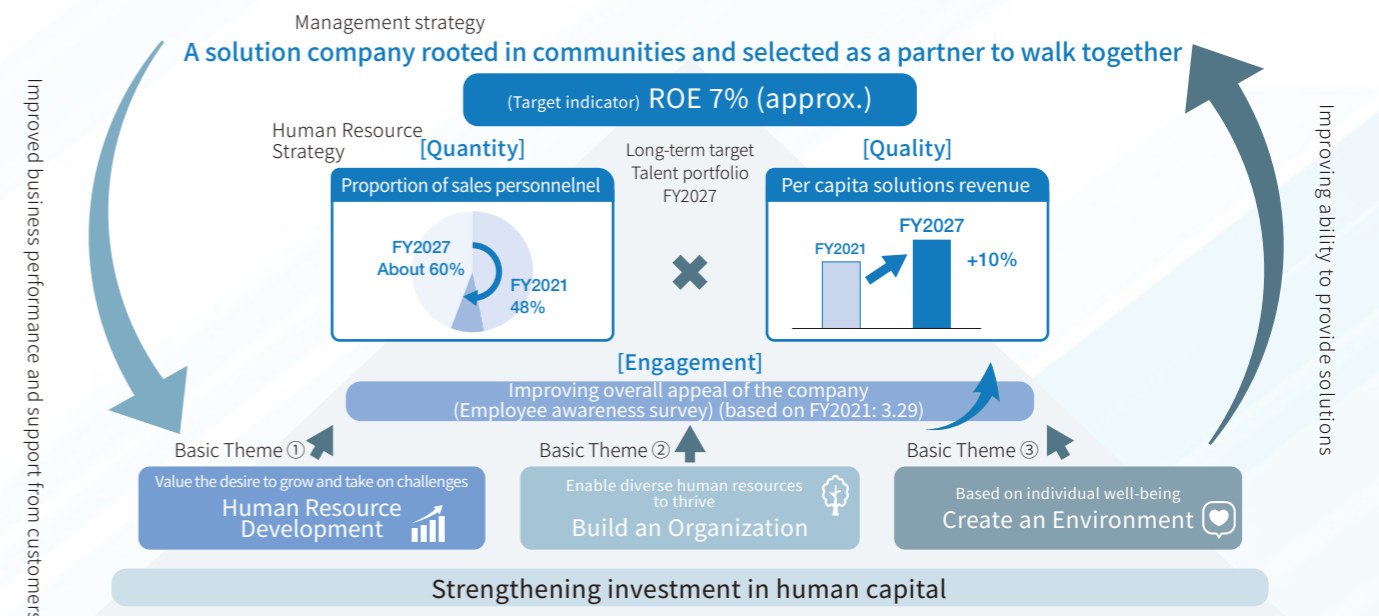 Management strategy
A solution company rooted in communities and selected as a partner to walk together
(Target indicator) ROE 7% (approx.)
Human Resource
Strategy
[Quantity]
Proportion of sales personnelnel
FY2027
About 60%
FY2021
48%
Long-term target
Talent portfolio
FY2027
[Quality]
Per capita solutions revenue
FY2021
FY2027
+10%
[Engagement]
Improving overall appeal of the company
(Employee awareness survey) (based on FY2021: 3.29)
Basic Theme ①
Value the desire to grow and take on challenges
Human Resource
Development
Basic Theme ②
Enable diverse human resources
to thrive
Build an Organization
Basic Theme ③
Based on individual well-being
Create an Environment
Strengthening investment in human capital
Improved business performance and support from customers
Improving ability to provide solutions